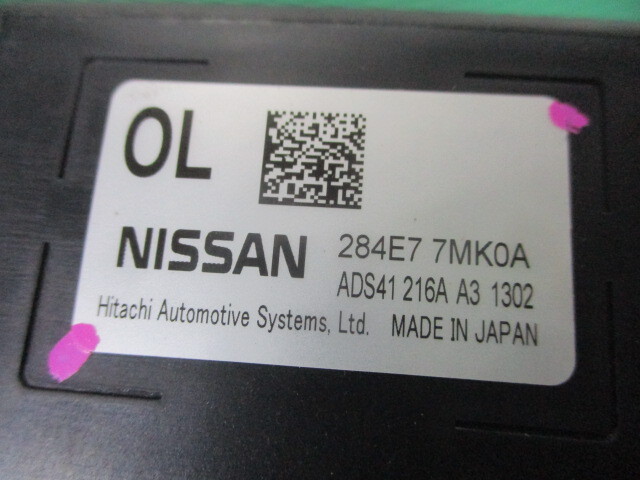 OL
NISSAN 284E7 7MK0A
ADS41 216A A3 1302
Hitachi Automotive Systems, Ltd. MADE IN JAPAN